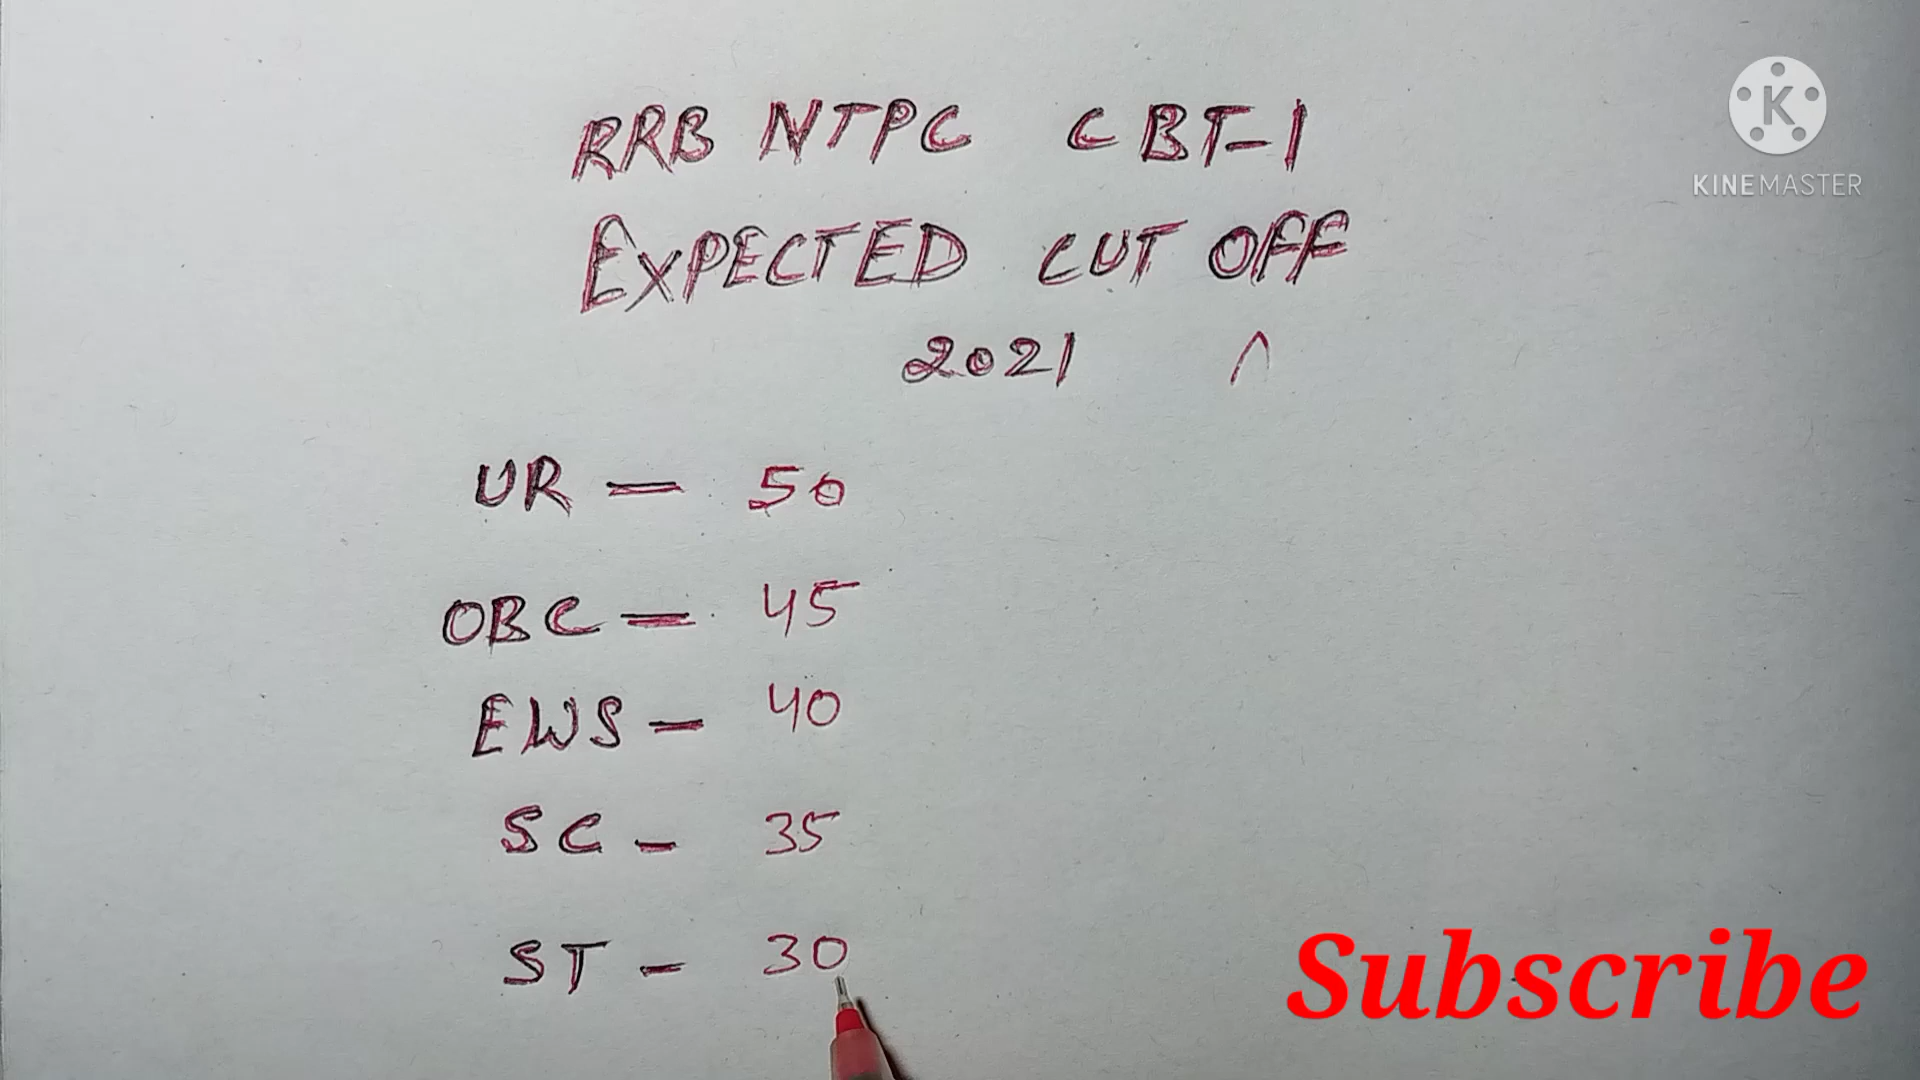 RRB NTPC CBT-1
K
KINEMASTER
EXPECTED CUT OFF
2021
UR — 50
OBC — 45
EWS — 40
SC - 35
ST - 30
Subscribe